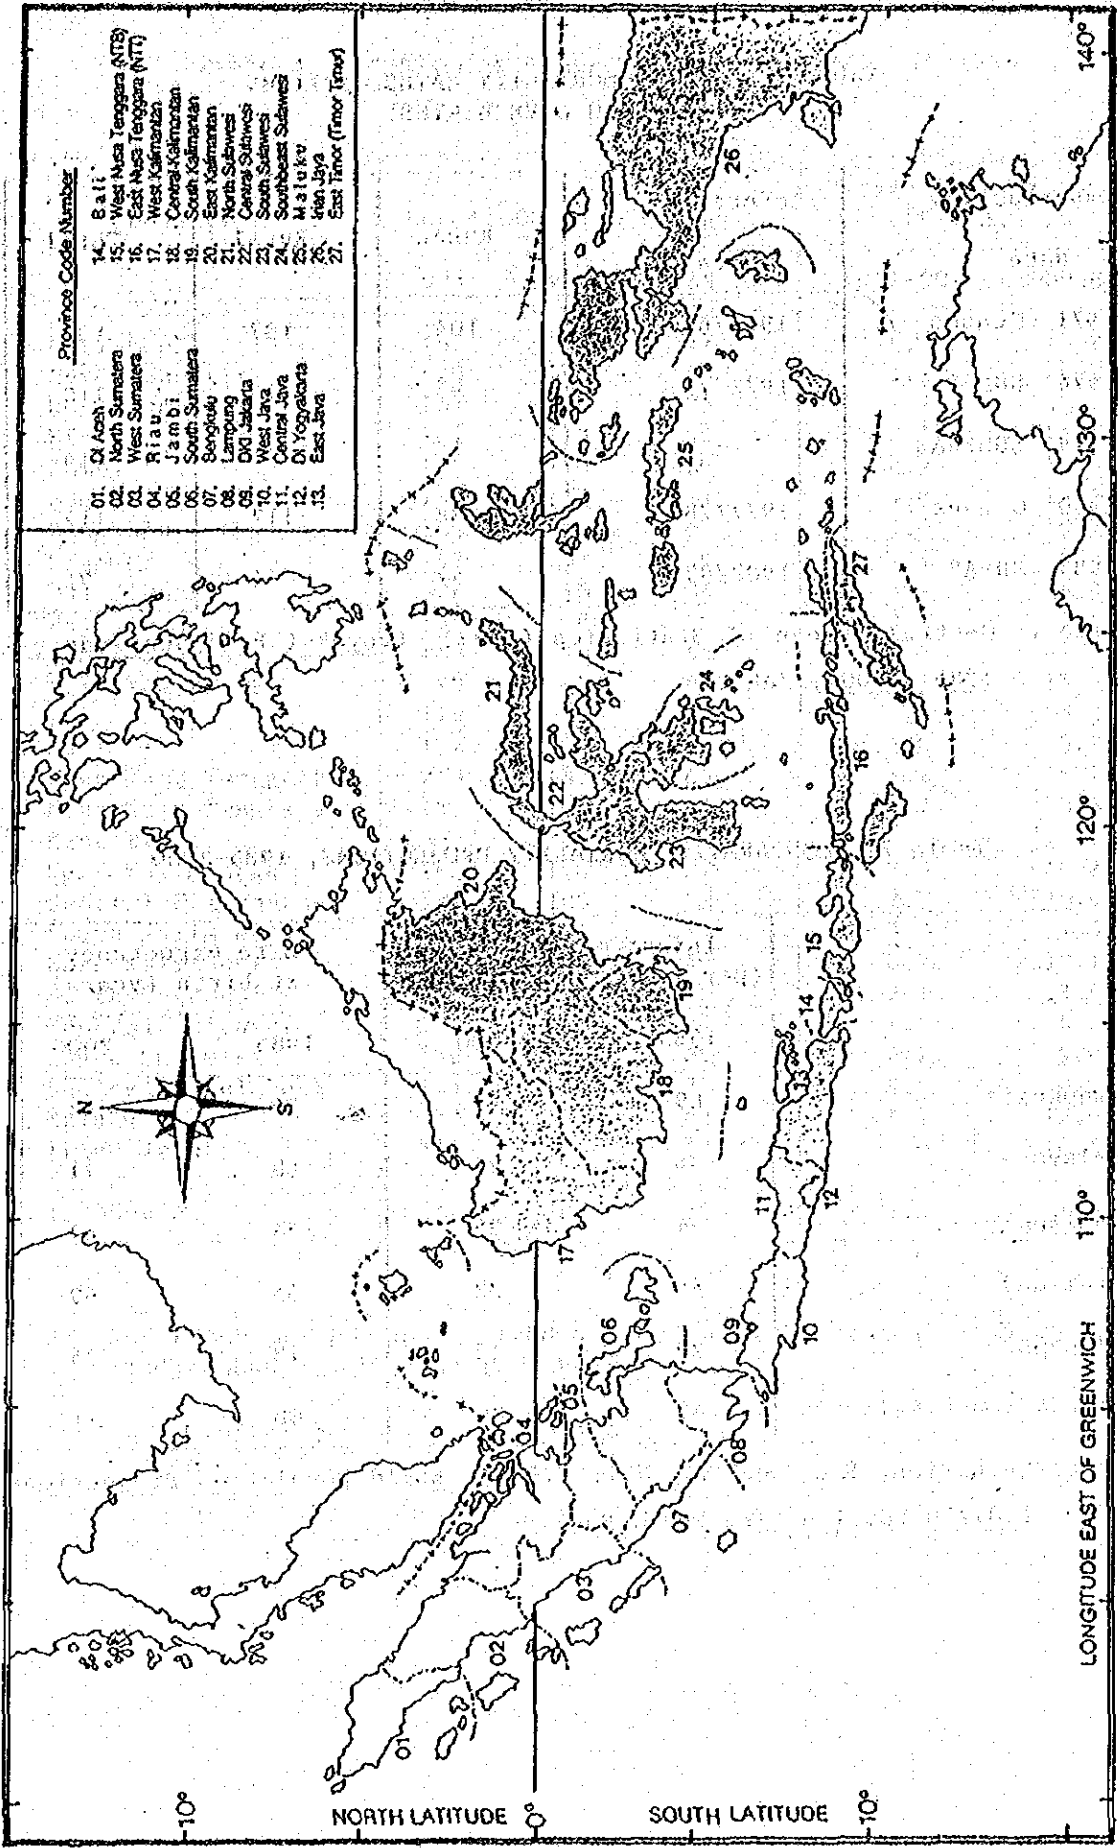 Province Code Number
01. DI Aceh
02. North Sumatera
03. West Sumatera
04. Riau
05. Jambi
06. South Sumatera
07. Bengkulu
08. Lampung
09. DKI Jakarta
10. West Java
11. Central Java
12. DI Yogyakarta
13. East Java
14. Bali
15. West Nusa Tenggara (NTB)
16. East Nusa Tenggara (NTT)
17. West Kalimantan
18. Central Kalimantan
19. South Kalimantan
20. East Kalimantan
21. North Sulawesi
22. Central Sulawesi
23. South Sulawesi
24. Southeast Sulawesi
25. Maluku
26. Irian Jaya
27. East Timor (Timor Timur)
N
S
10°
NORTH LATITUDE
0°
SOUTH LATITUDE
10°
01
02
03
04
05
06
07
08
09
10
11
12
13
14
15
16
17
18
19
20
21
22
23
24
25
26
27
LONGITUDE EAST OF GREENWICH
110°
120°
130°
140°